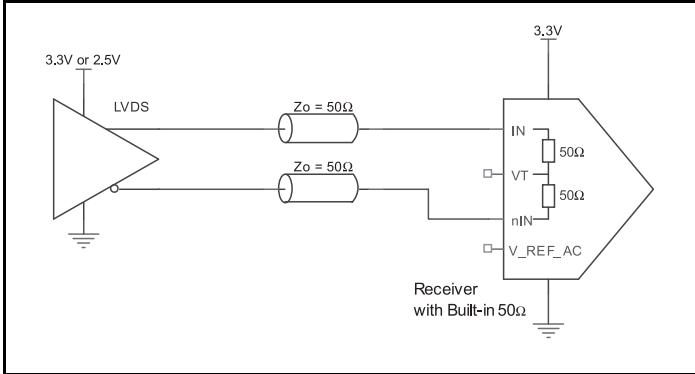 3.3V
3.3V or 2.5V
LVDS
Zo = 50Ω
IN
50Ω
Zo = 50Ω
VT
50Ω
nIN
V_REF_AC
Receiver
with Built-in 50Ω